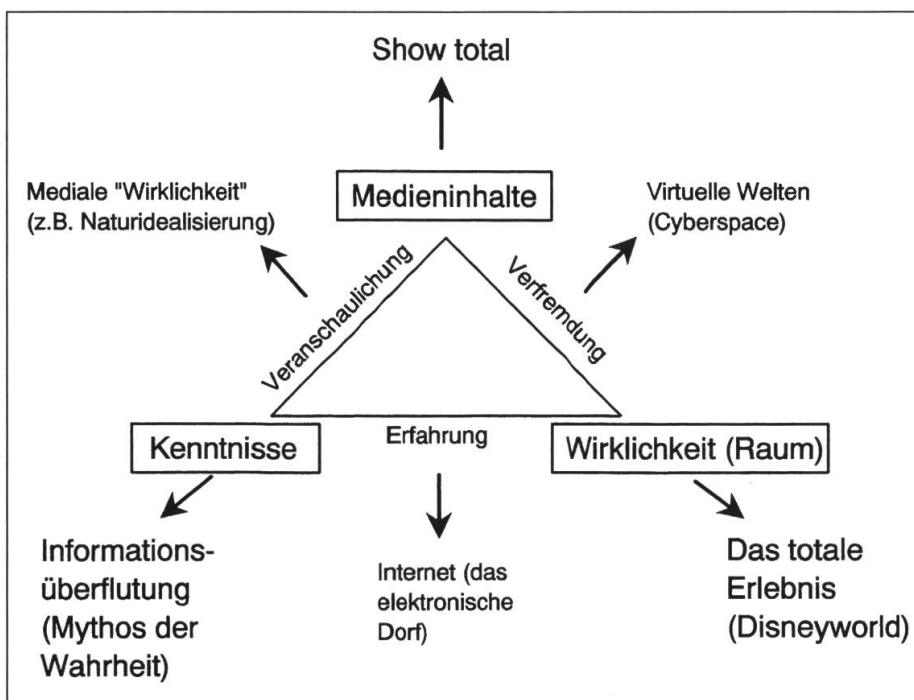 Show total
Mediale "Wirklichkeit"
(z.B. Naturidealisierung)
Medieninhalte
Virtuelle Welten
(Cyberspace)
Veranschaulichung
Verfremdung
Kenntnisse
Erfahrung
Wirklichkeit (Raum)
Informations-
überflutung
(Mythos der
Wahrheit)
Internet (das
elektronische
Dorf)
Das totale
Erlebnis
(Disneyworld)